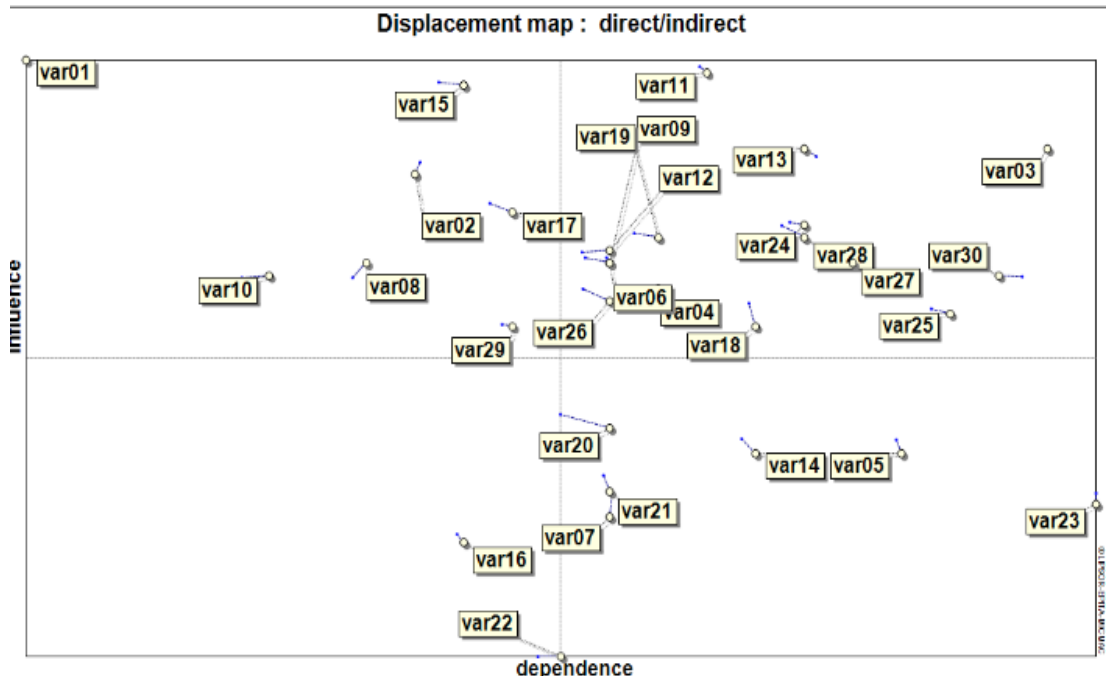 Displacement map : direct/indirect
var01
var15
var11
var19
var09
var13
var03
var12
var02
var17
var24
var28
var30
var10
var08
var27
var06
var04
var26
var25
var18
var29
influence
var20
var14
var05
var21
var07
var23
var16
var22
dependence